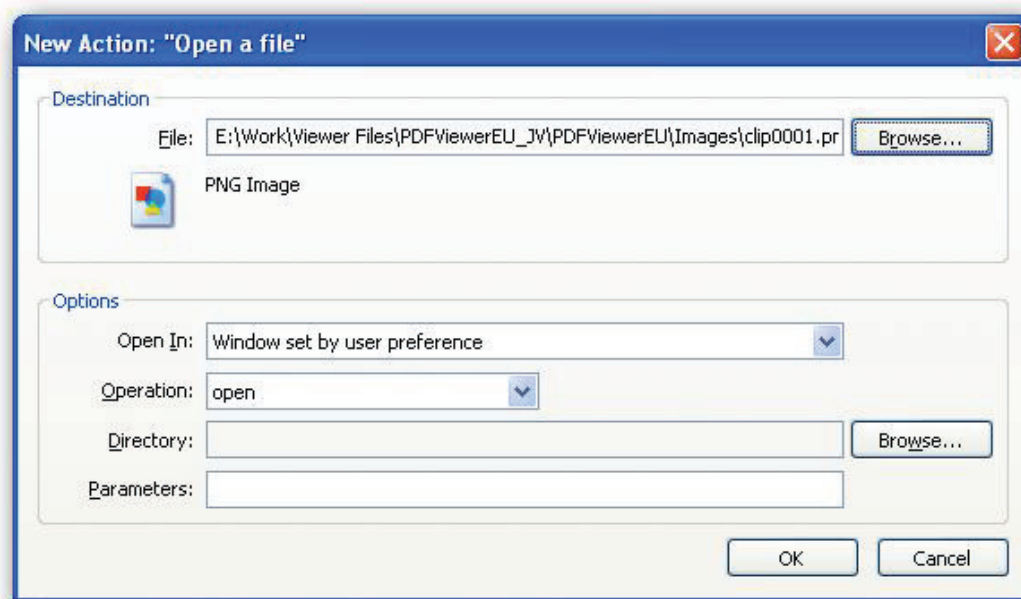 New Action: "Open a file"
Destination
File: E:\Work\Viewer Files\PDFViewerEU_JV\PDFViewerEU\Images\clip0001.pr Browse...
PNG Image
Options
Open In: Window set by user preference
Operation: open
Directory: Browse...
Parameters:
OK Cancel